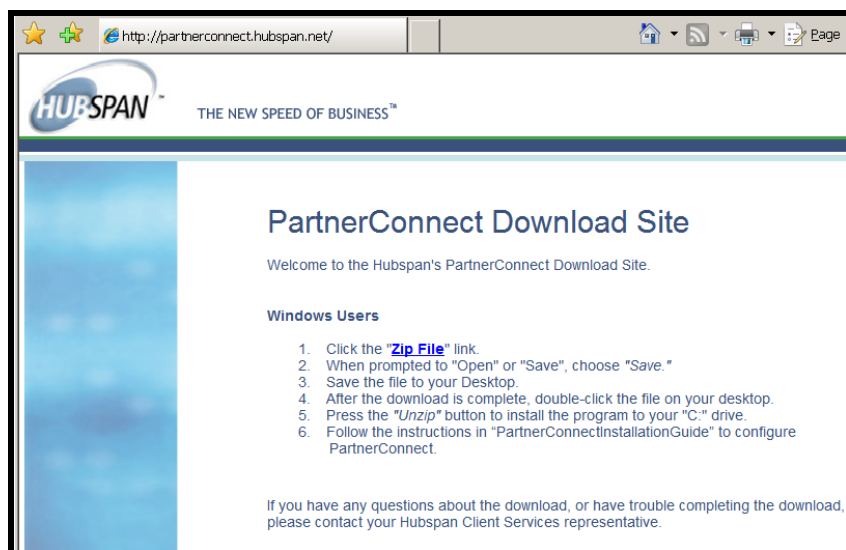 http://partnerconnect.hubspan.net/
Page
HUBSPAN™
THE NEW SPEED OF BUSINESS™
PartnerConnect Download Site
Welcome to the Hubspan's PartnerConnect Download Site.
Windows Users
1. Click the "Zip File" link.
2. When prompted to "Open" or "Save", choose "Save."
3. Save the file to your Desktop.
4. After the download is complete, double-click the file on your desktop.
5. Press the "Unzip" button to install the program to your "C:" drive.
6. Follow the instructions in “PartnerConnectInstallationGuide” to configure
PartnerConnect.
If you have any questions about the download, or have trouble completing the download,
please contact your Hubspan Client Services representative.